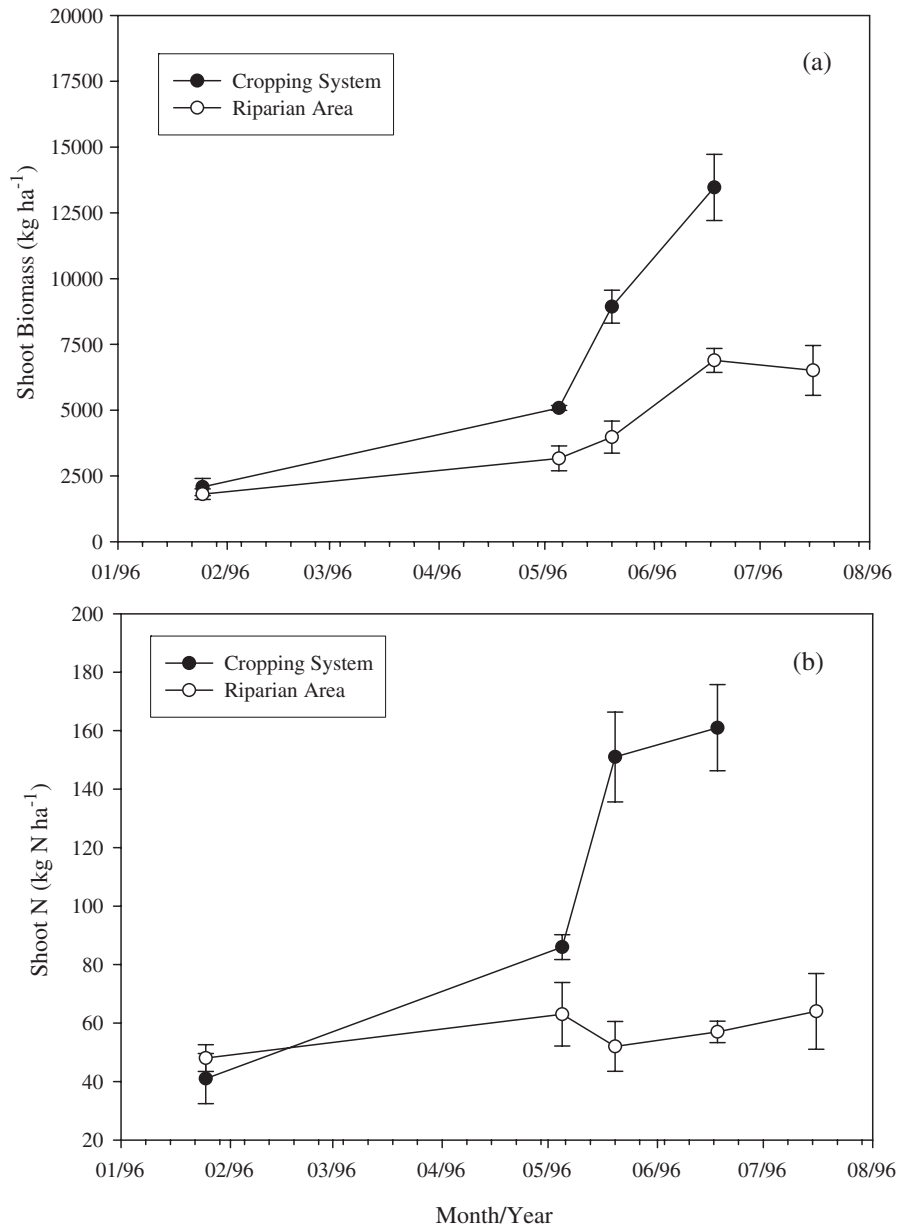 20000
17500
15000
12500
10000
7500
5000
2500
0
Shoot Biomass (kg ha⁻¹)
Cropping System
Riparian Area
(a)
01/96 02/96 03/96 04/96 05/96 06/96 07/96 08/96
200
180
160
140
120
100
80
60
40
20
Shoot N (kg N ha⁻¹)
Cropping System
Riparian Area
(b)
01/96 02/96 03/96 04/96 05/96 06/96 07/96 08/96
Month/Year